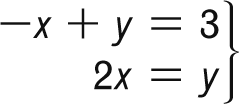 −x + y = 3
2x = y